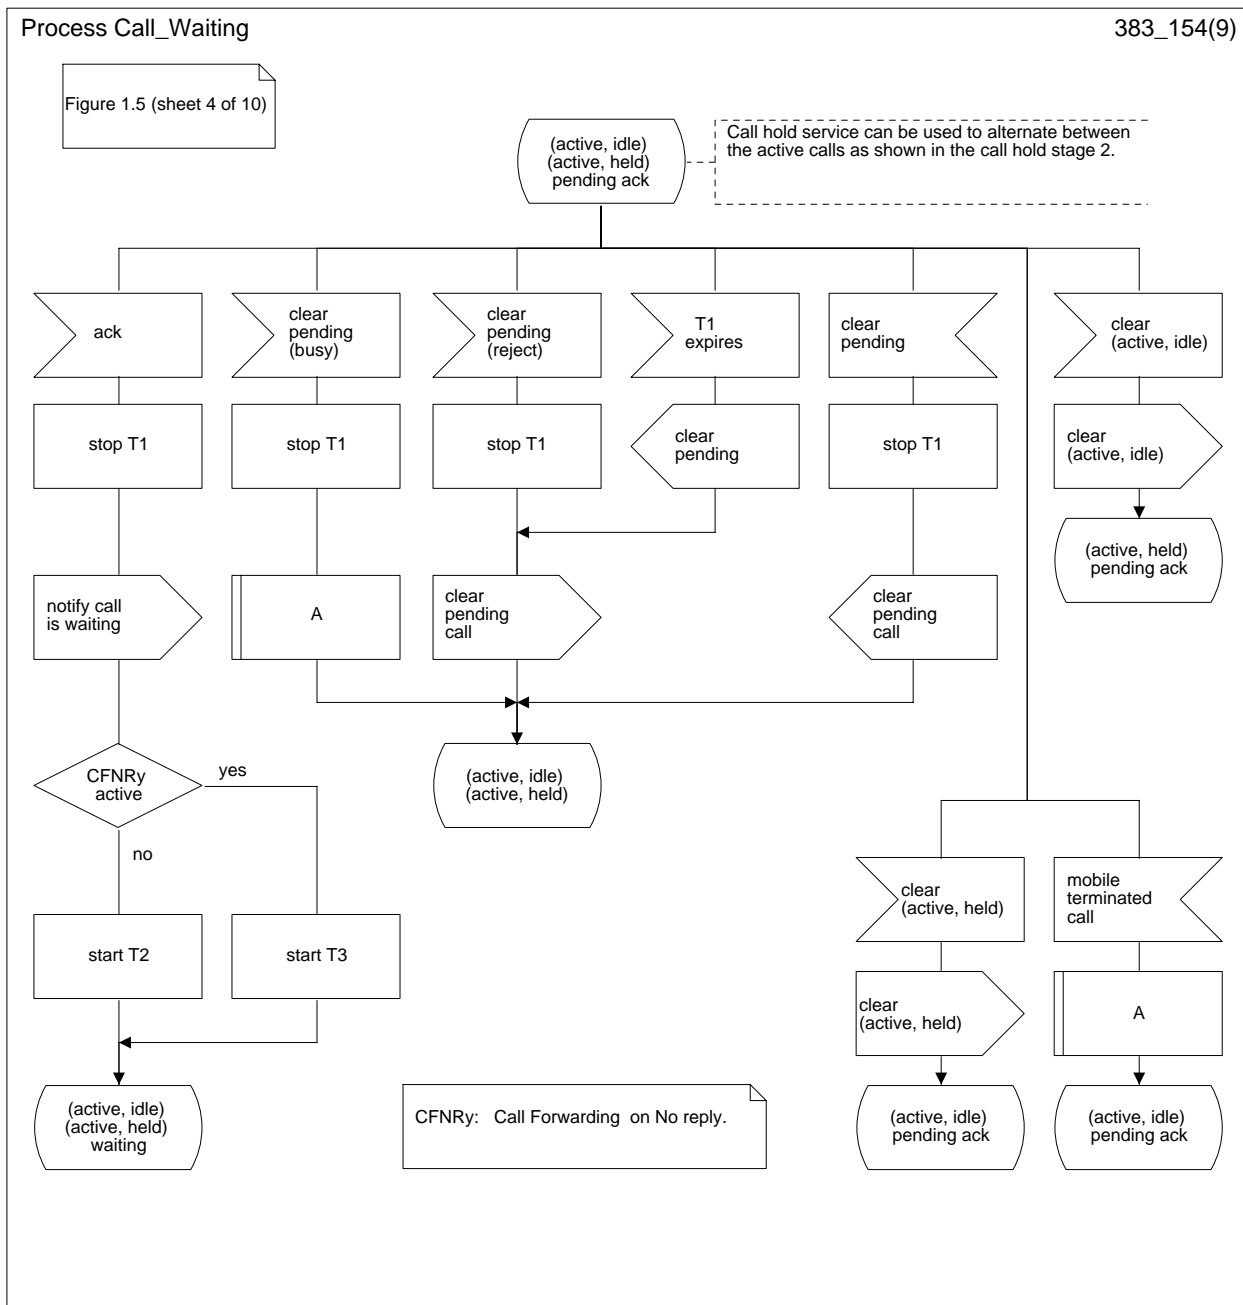 Process Call_Waiting
383_154(9)
Figure 1.5 (sheet 4 of 10)
(active, idle)
(active, held)
pending ack
Call hold service can be used to alternate between
the active calls as shown in the call hold stage 2.
ack
clear
pending
(busy)
clear
pending
(reject)
T1
expires
clear
pending
clear
(active, idle)
stop T1
stop T1
stop T1
clear
pending
stop T1
clear
(active, idle)
(active, held)
pending ack
notify call
is waiting
A
clear
pending
call
clear
pending
call
CFNRy
active
yes
no
(active, idle)
(active, held)
clear
(active, held)
mobile
terminated
call
start T2
start T3
clear
(active, held)
A
(active, idle)
(active, held)
waiting
CFNRy: Call Forwarding on No reply.
(active, idle)
pending ack
(active, idle)
pending ack